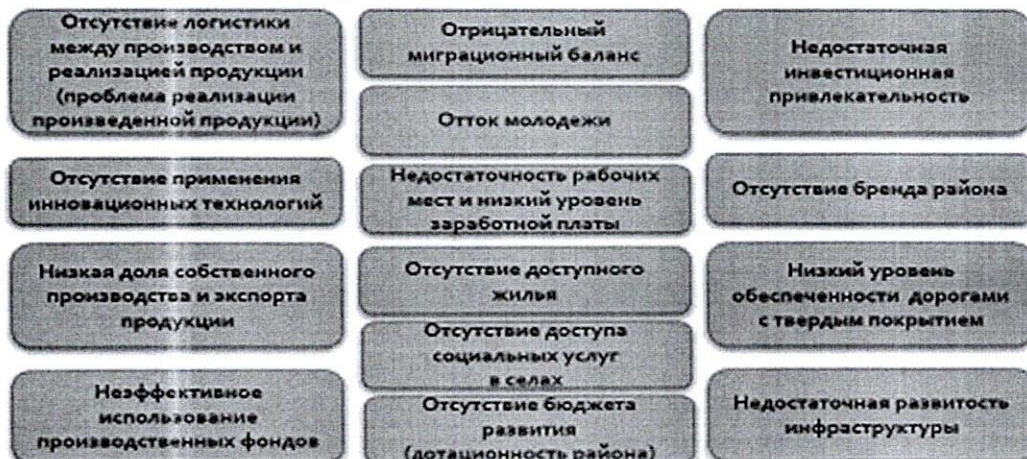 Отсутствие логистики
между производством и
реализацией продукции
(проблема реализации
произведенной продукции)
Отсутствие применения
инновационных технологий
Низкая доля собственного
производства и экспорта
продукции
Неэффективное
использование
производственных фондов
Отрицательный
миграционный баланс
Отток молодежи
Недостаточность рабочих
мест и низкий уровень
заработной платы
Отсутствие доступного
жилья
Отсутствие доступа
социальных услуг
в селах
Отсутствие бюджета
развития
(дотационность района)
Недостаточная
инвестиционная
привлекательность
Отсутствие бренда района
Низкий уровень
обеспеченности дорогами
с твердым покрытием
Недостаточная развитость
инфраструктуры